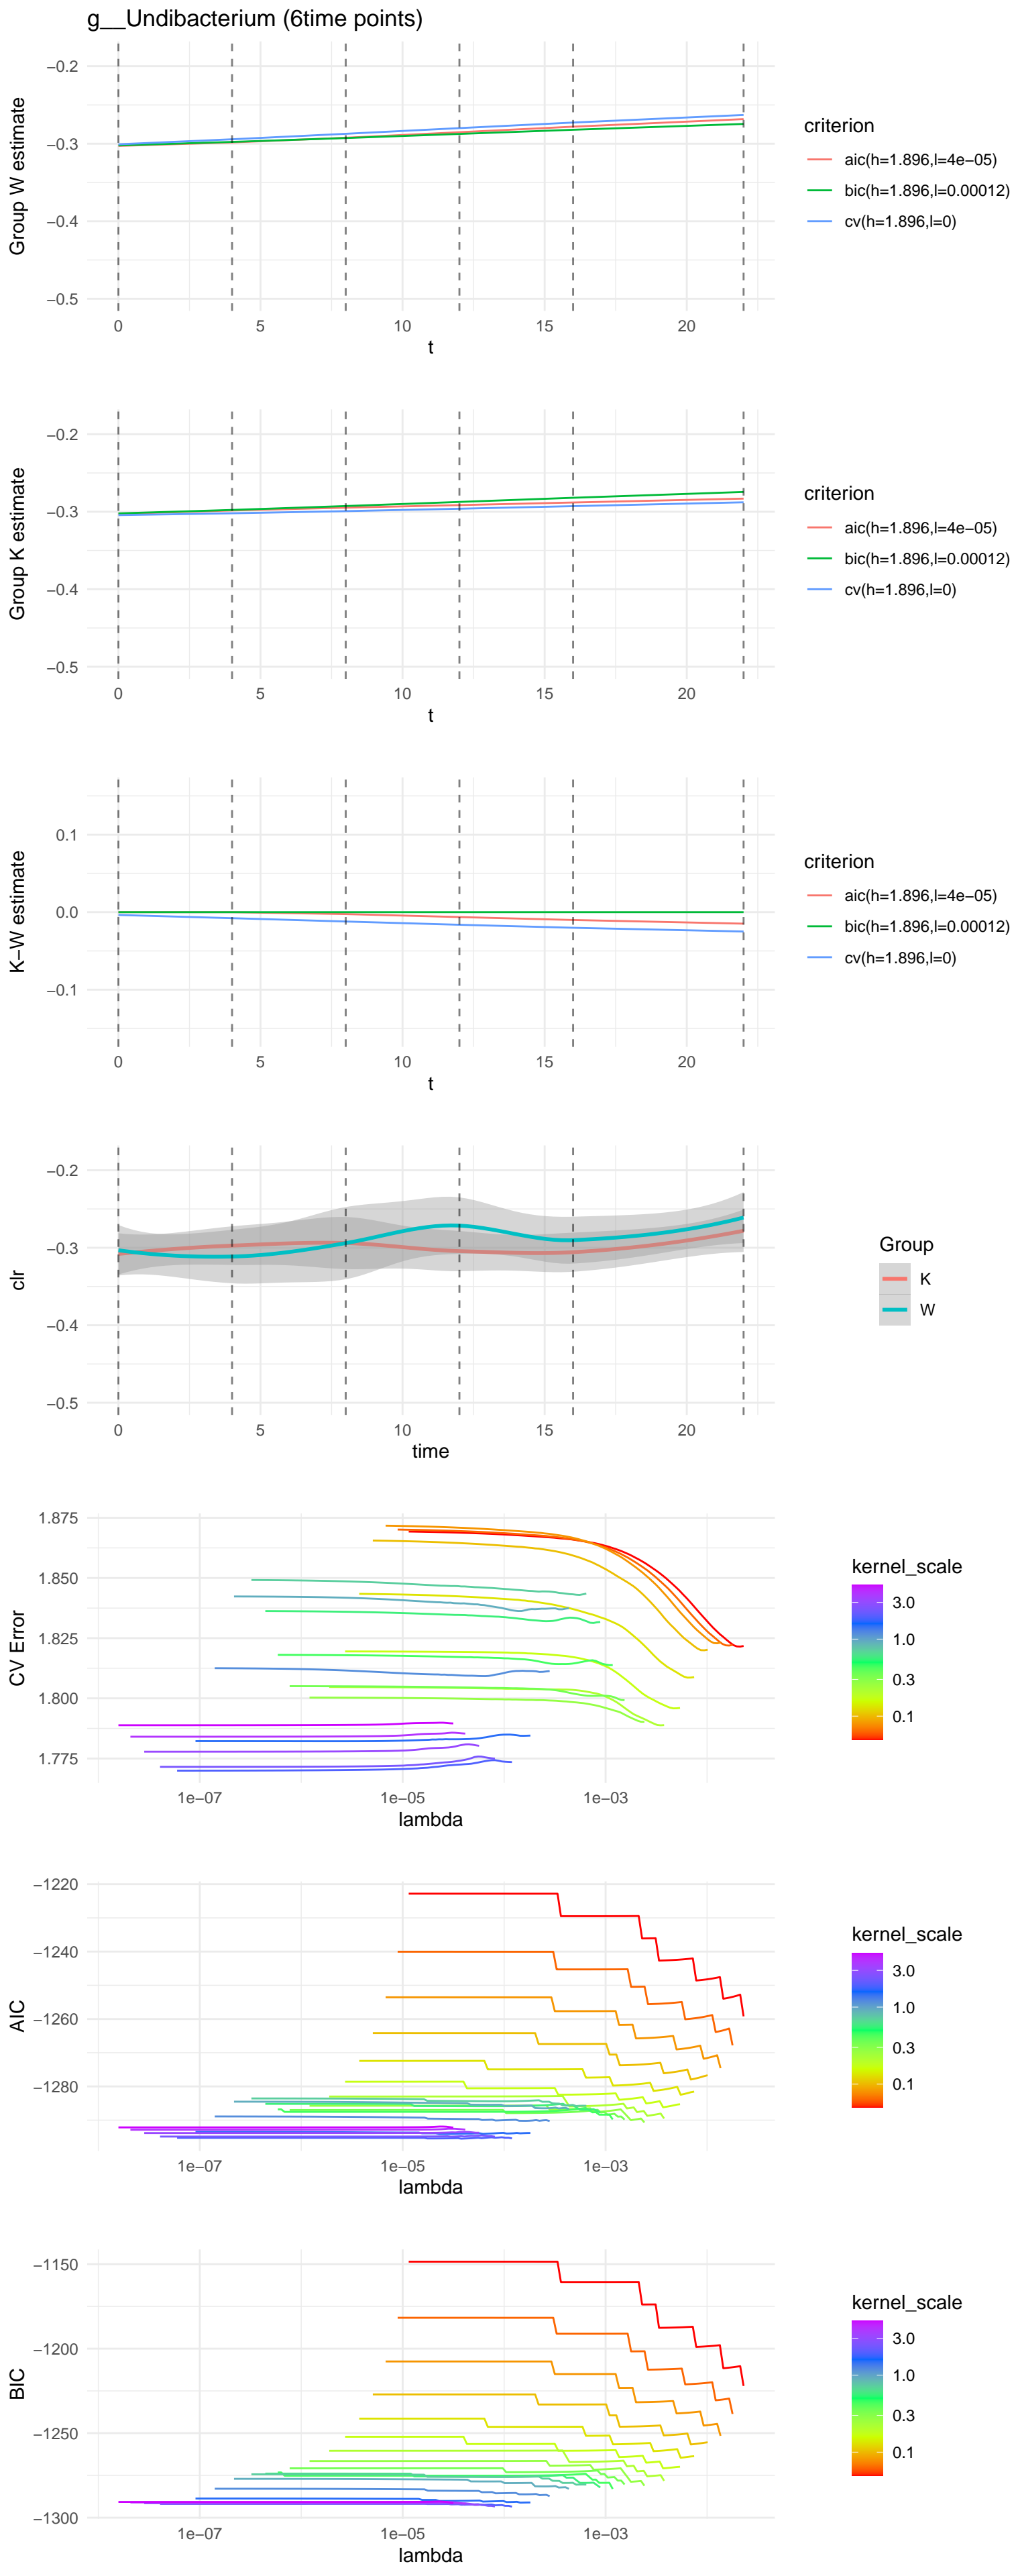 g__Undibacterium (6time points)
−0.2
−0.3
−0.4
−0.5
Group W estimate
0 5 10 15 20
t
criterion
aic(h=1.896,l=4e−05)
bic(h=1.896,l=0.00012)
cv(h=1.896,l=0)
−0.2
−0.3
−0.4
−0.5
Group K estimate
0 5 10 15 20
t
criterion
aic(h=1.896,l=4e−05)
bic(h=1.896,l=0.00012)
cv(h=1.896,l=0)
0.1
0.0
−0.1
K−W estimate
0 5 10 15 20
t
criterion
aic(h=1.896,l=4e−05)
bic(h=1.896,l=0.00012)
cv(h=1.896,l=0)
−0.2
−0.3
−0.4
−0.5
clr
0 5 10 15 20
time
Group
K
W
1.875
1.850
1.825
1.800
1.775
CV Error
1e−07 1e−05 1e−03
lambda
kernel_scale
3.0
1.0
0.3
0.1
−1220
−1240
−1260
−1280
AIC
1e−07 1e−05 1e−03
lambda
kernel_scale
3.0
1.0
0.3
0.1
−1150
−1200
−1250
−1300
BIC
1e−07 1e−05 1e−03
lambda
kernel_scale
3.0
1.0
0.3
0.1